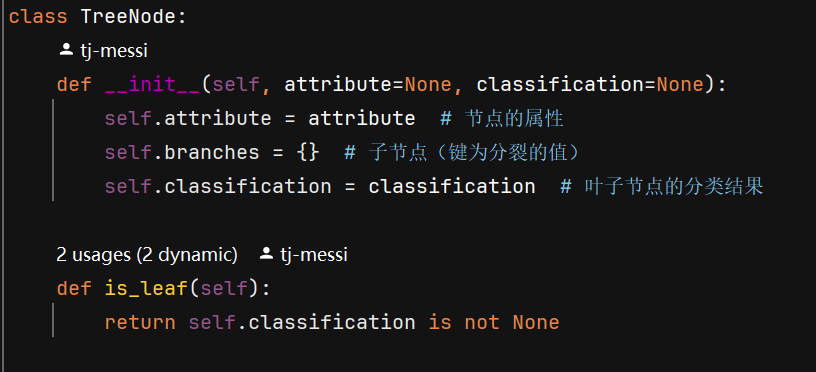 class TreeNode:
tj-messi
def __init__(self, attribute=None, classification=None):
self.attribute = attribute  # 节点的属性
self.branches = {}  # 子节点（键为分裂的值）
self.classification = classification  # 叶子节点的分类结果
2 usages (2 dynamic) tj-messi
def is_leaf(self):
return self.classification is not None